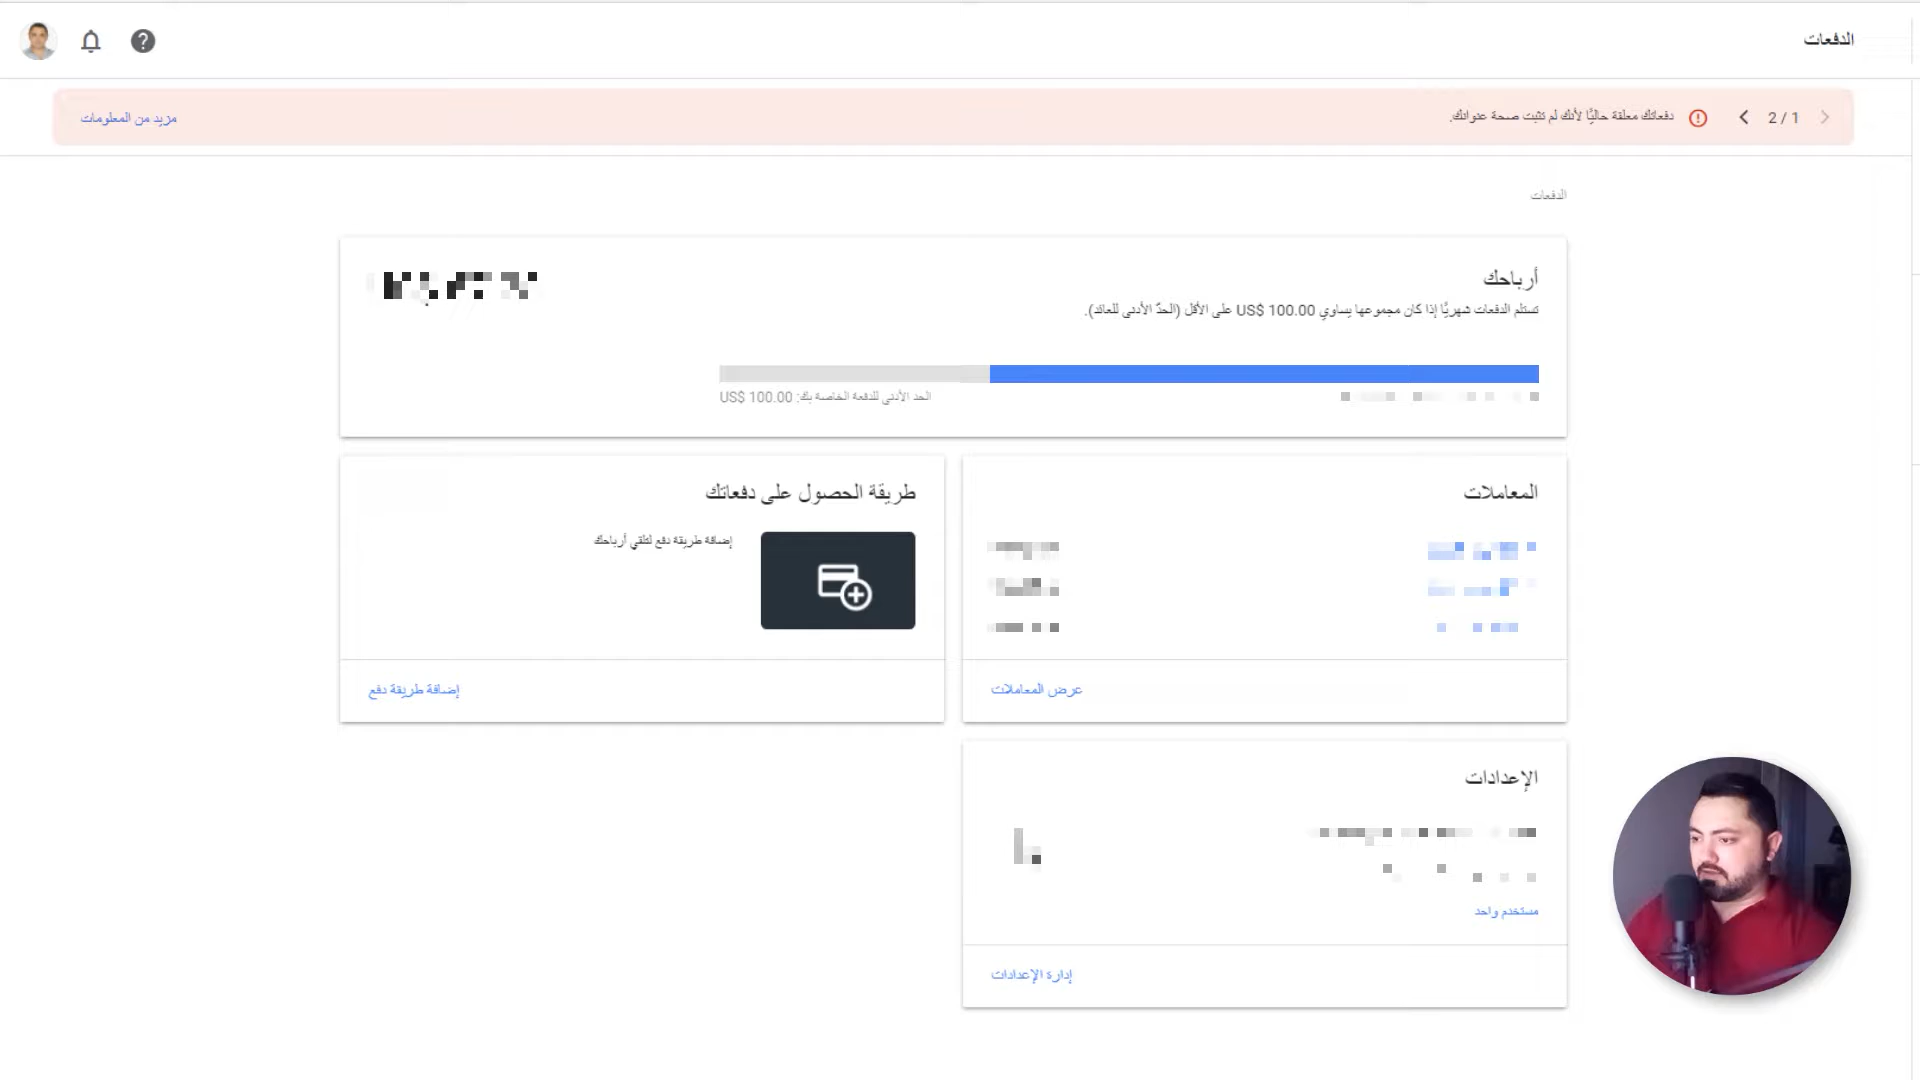 الدفعات
2 / 1
دفعاتك معلقة حاليًّا لأنك لم تثبت صحة عنوانك.
مزيد من المعلومات
الدفعات
أرباحك
تستلم الدفعات شهريًّا إذا كان مجموعها يساوي US$ 100.00 على الأقل (الحدّ الأدنى للعائد).
الحد الأدنى للدفعة الخاصة بك: US$ 100.00
المعاملات
عرض المعاملات
طريقة الحصول على دفعاتك
إضافة طريقة دفع لتلقي أرباحك
إضافة طريقة دفع
الإعدادات
مستخدم واحد
إدارة الإعدادات